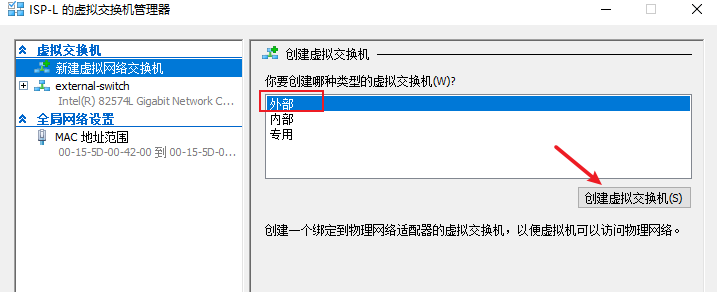 ISP-L 的虚拟交换机管理器
虚拟交换机
新建虚拟网络交换机
external-switch
Intel(R) 82574L Gigabit Network C...
全局网络设置
MAC 地址范围
00-15-5D-00-42-00 到 00-15-5D-0...
创建虚拟交换机
你要创建哪种类型的虚拟交换机(W)?
外部
内部
专用
创建虚拟交换机(S)
创建一个绑定到物理网络适配器的虚拟交换机，以便虚拟机可以访问物理网络。